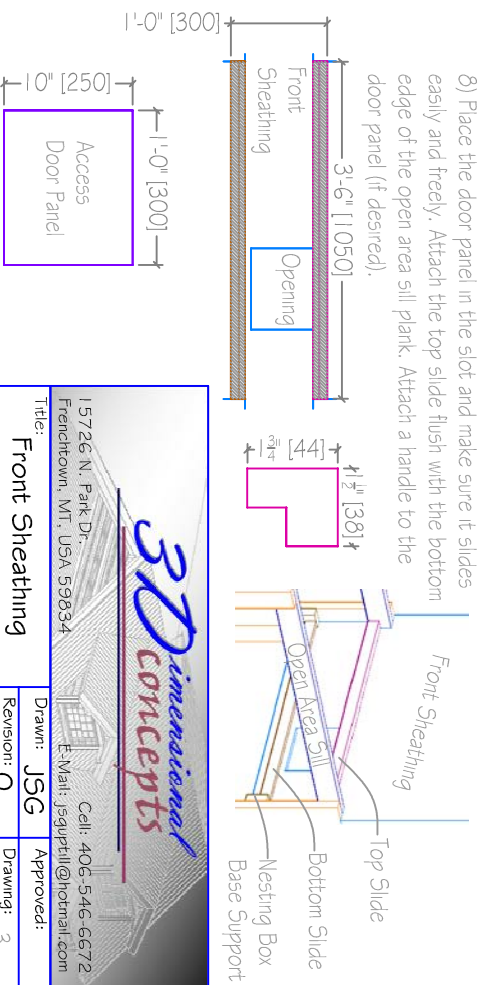 8) Place the door panel in the slot and make sure it slides
easily and freely. Attach the top slide flush with the bottom
edge of the open area sill plank. Attach a handle to the
door panel (if desired).
3'-6" [1050]
1'-0" [300]
Front
Sheathing
Opening
1'-0" [300]
10" [250]
Access
Door Panel
1 1/2" [38]
1 3/4" [44]
Front Sheathing
Open Area Sill
Top Slide
Bottom Slide
Nesting Box
Base Support
3Dimensional
concepts
15726 N. Park Dr.
Frenchtown, MT, USA 59834
Cell: 406-546-6672
E-Mail: jsguptill@hotmail.com
Title:
Front Sheathing
Drawn: JSG
Approved:
Revision: 0
Drawing: 3